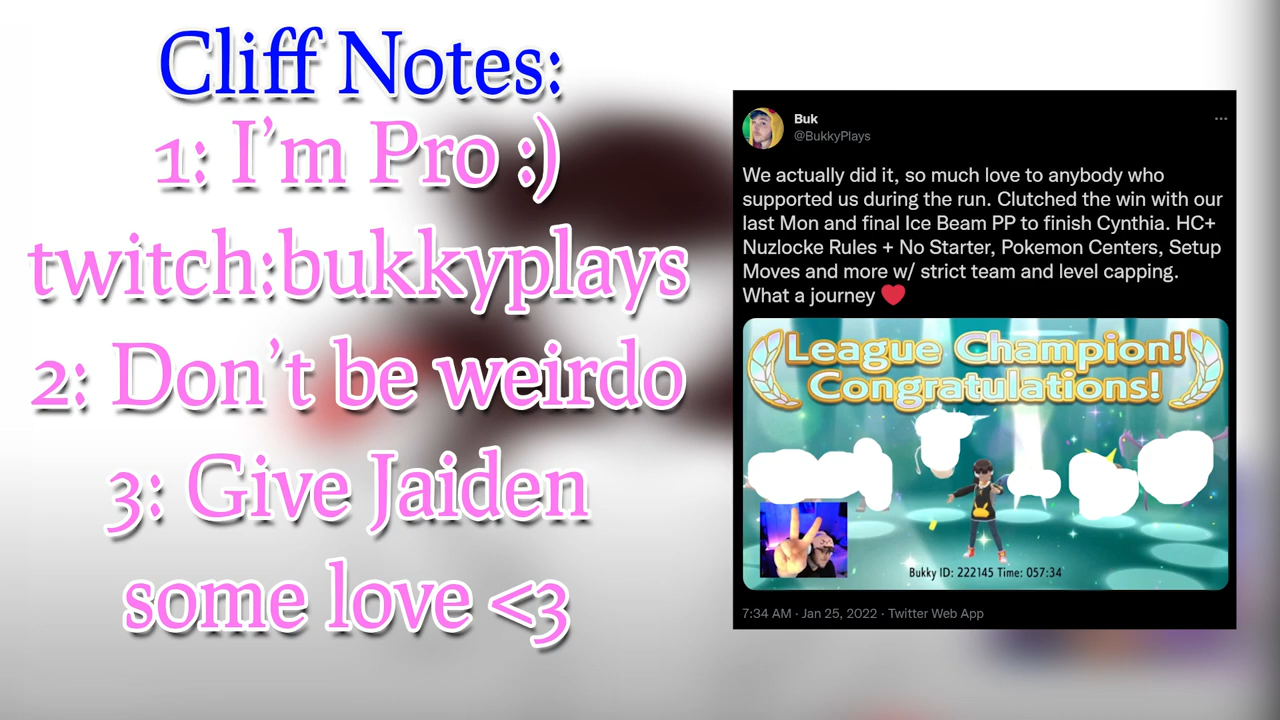 Cliff Notes:
1: I'm Pro :)
twitch:bukkyplays
2: Don't be weirdo
3: Give Jaiden
some love <3
Buk
@BukkyPlays
We actually did it, so much love to anybody who
supported us during the run. Clutched the win with our
last Mon and final Ice Beam PP to finish Cynthia. HC+
Nuzlocke Rules + No Starter, Pokemon Centers, Setup
Moves and more w/ strict team and level capping.
What a journey ❤️
League Champion!
Congratulations!
Bukky ID: 222145 Time: 057:34
7:34 AM · Jan 25, 2022 · Twitter Web App